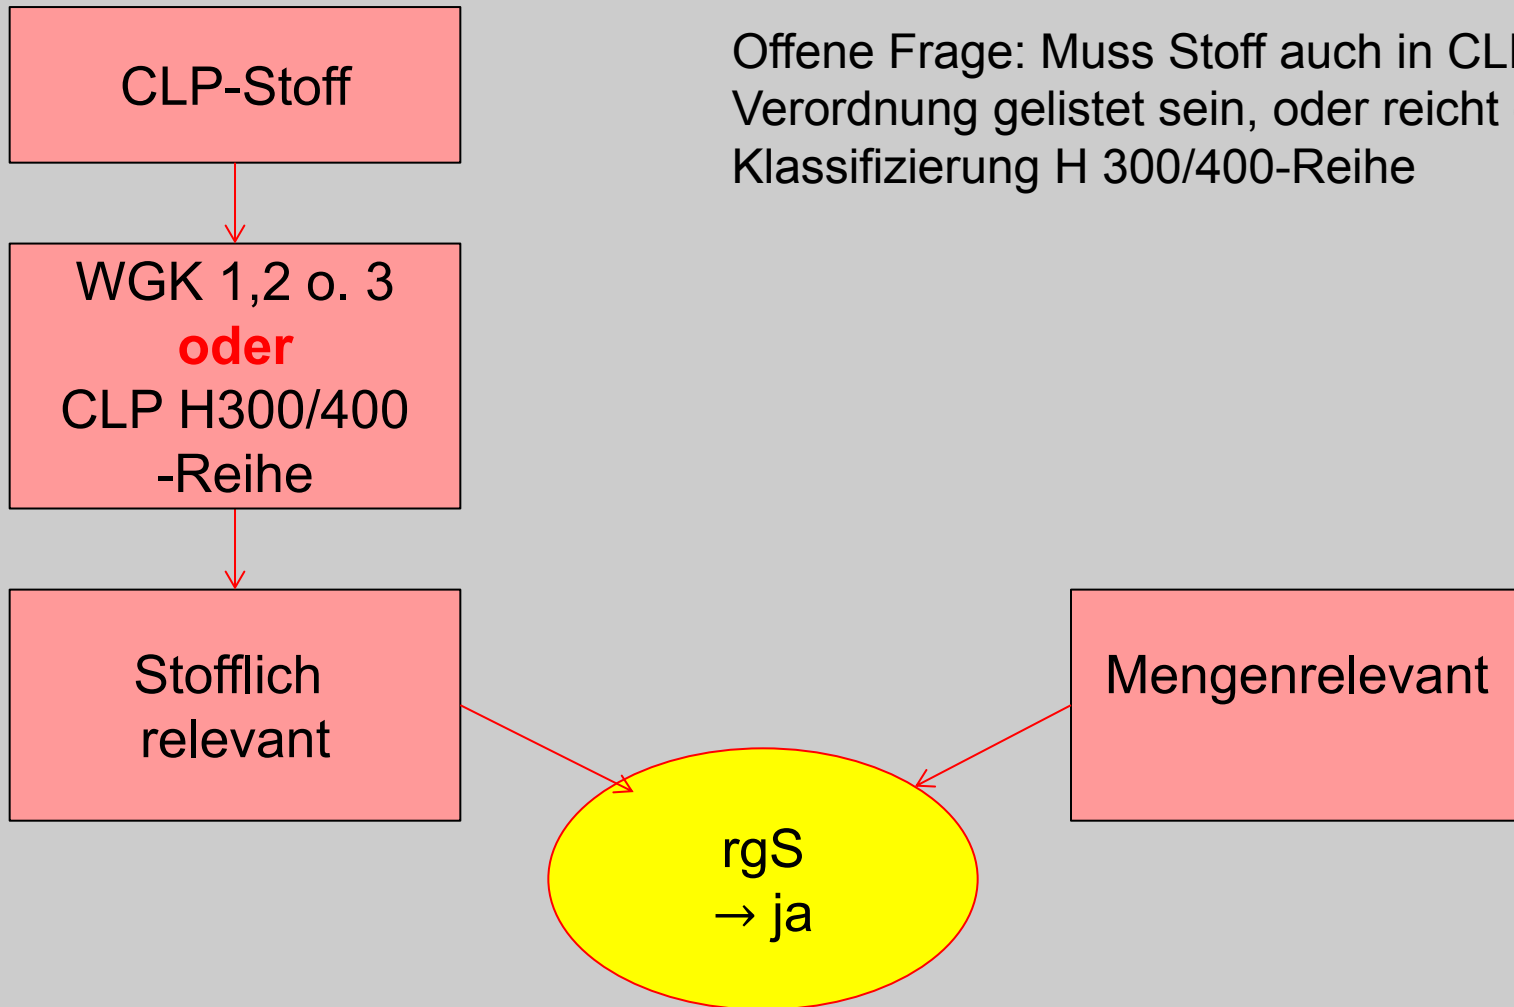 CLP-Stoff
Offene Frage: Muss Stoff auch in CL
Verordnung gelistet sein, oder reicht
Klassifizierung H 300/400-Reihe
WGK 1,2 o. 3
oder
CLP H300/400
-Reihe
Stofflich
relevant
Mengenrelevant
rgS
→ ja